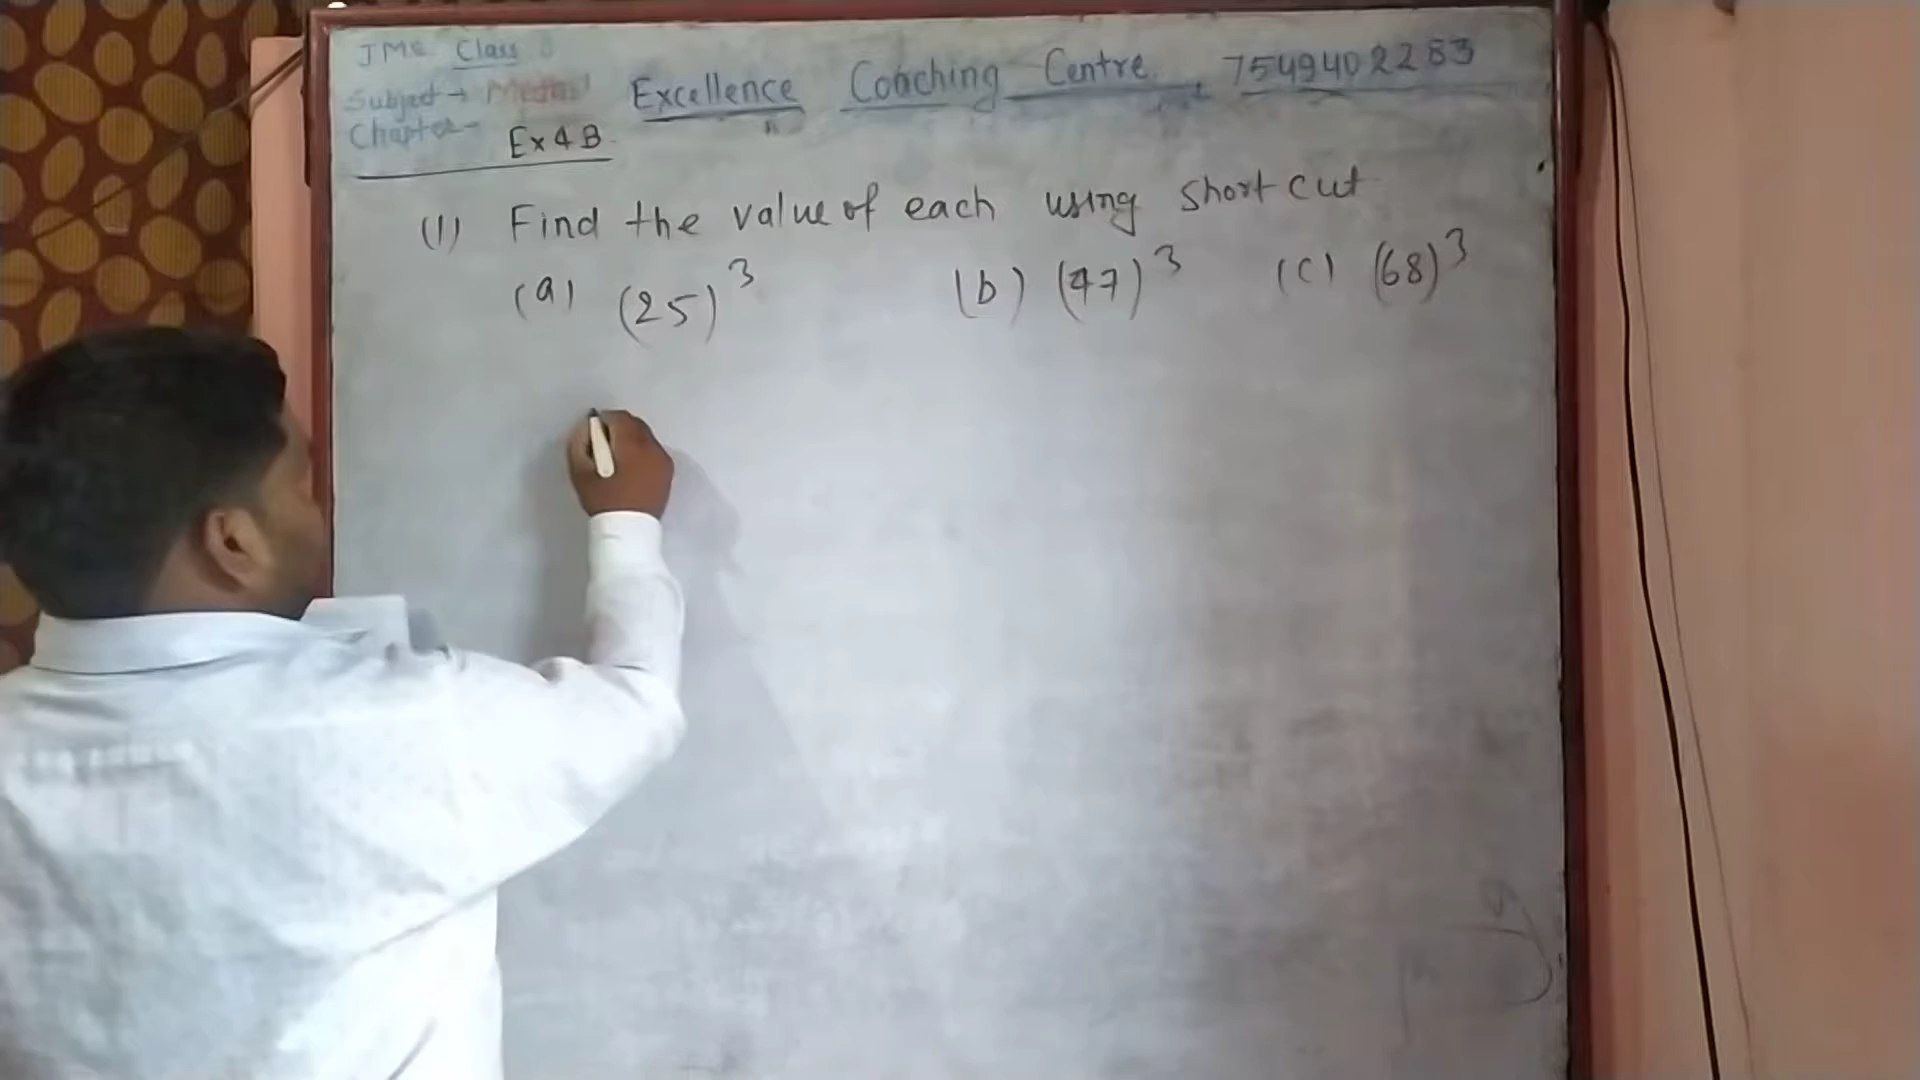 JMC Class
Subject → Maths
Excellence Coaching Centre, 7549402283
Chapter-
Ex 4 B
(1) Find the value of each using short cut
(a) (25)³ (b) (47)³ (c) (68)³